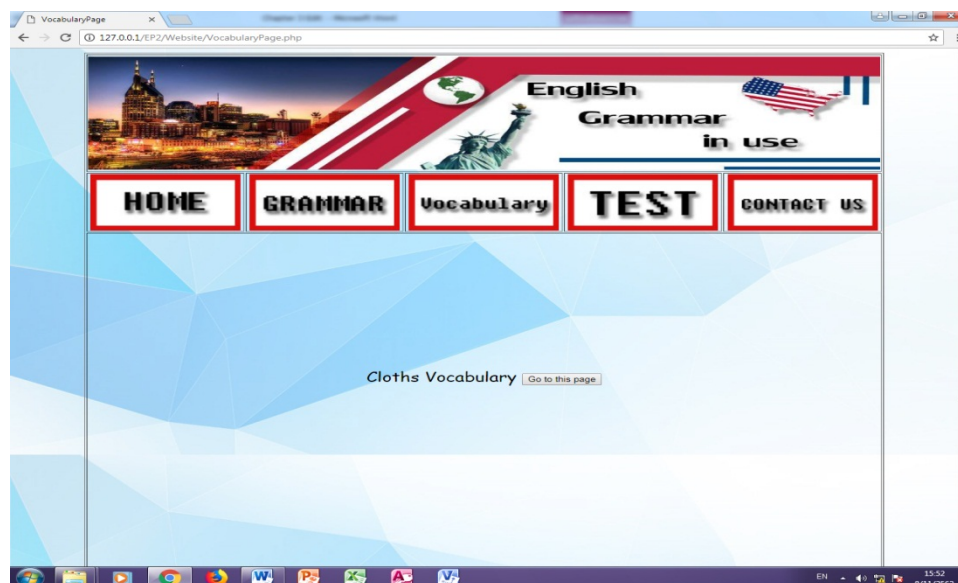 VocabularyPage
127.0.0.1/EP2/Website/VocabularyPage.php
English
Grammar
in use
HOME
GRAMMAR
Vocabulary
TEST
CONTACT US
Cloths Vocabulary Go to this page
EN
15:52